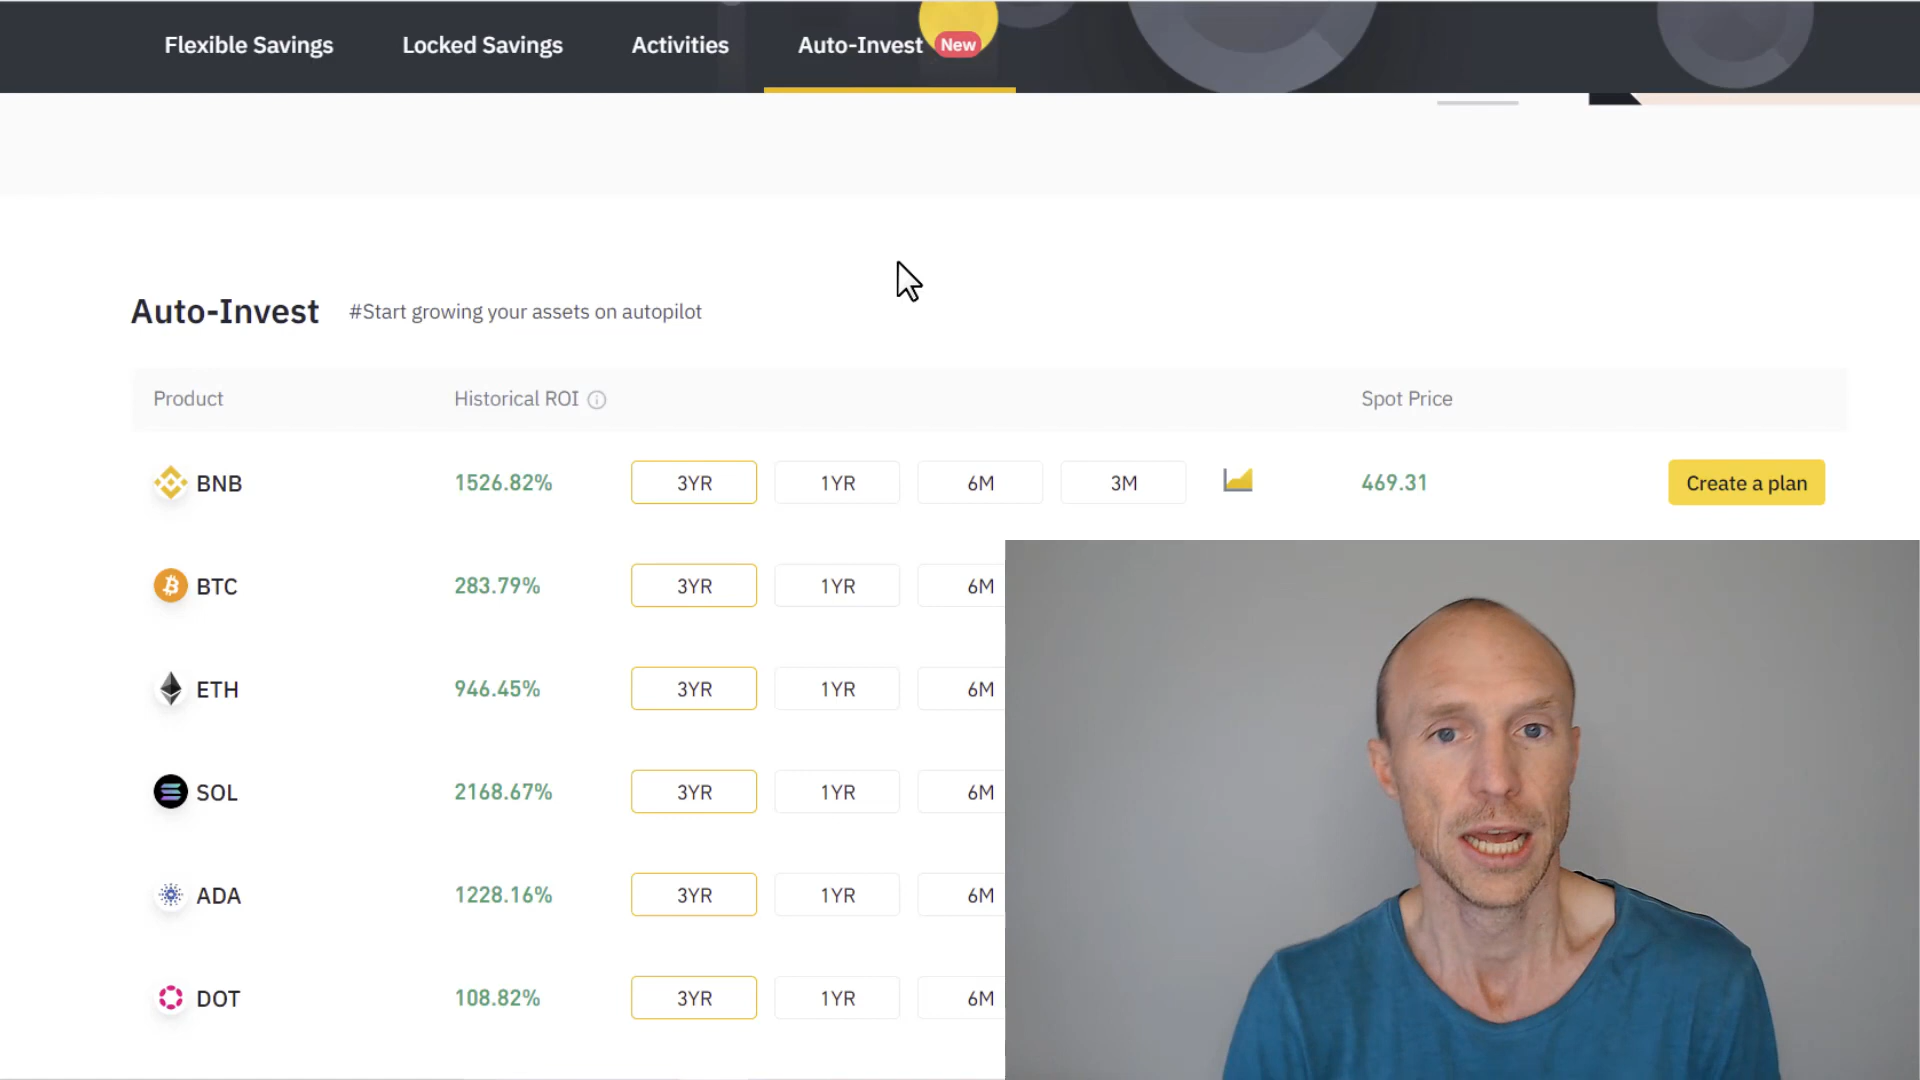 Flexible Savings Locked Savings Activities Auto-Invest New
Auto-Invest #Start growing your assets on autopilot
Product Historical ROI Spot Price
BNB 1526.82% 3YR 1YR 6M 3M 469.31 Create a plan
BTC 283.79% 3YR 1YR 6M
ETH 946.45% 3YR 1YR 6M
SOL 2168.67% 3YR 1YR 6M
ADA 1228.16% 3YR 1YR 6M
DOT 108.82% 3YR 1YR 6M